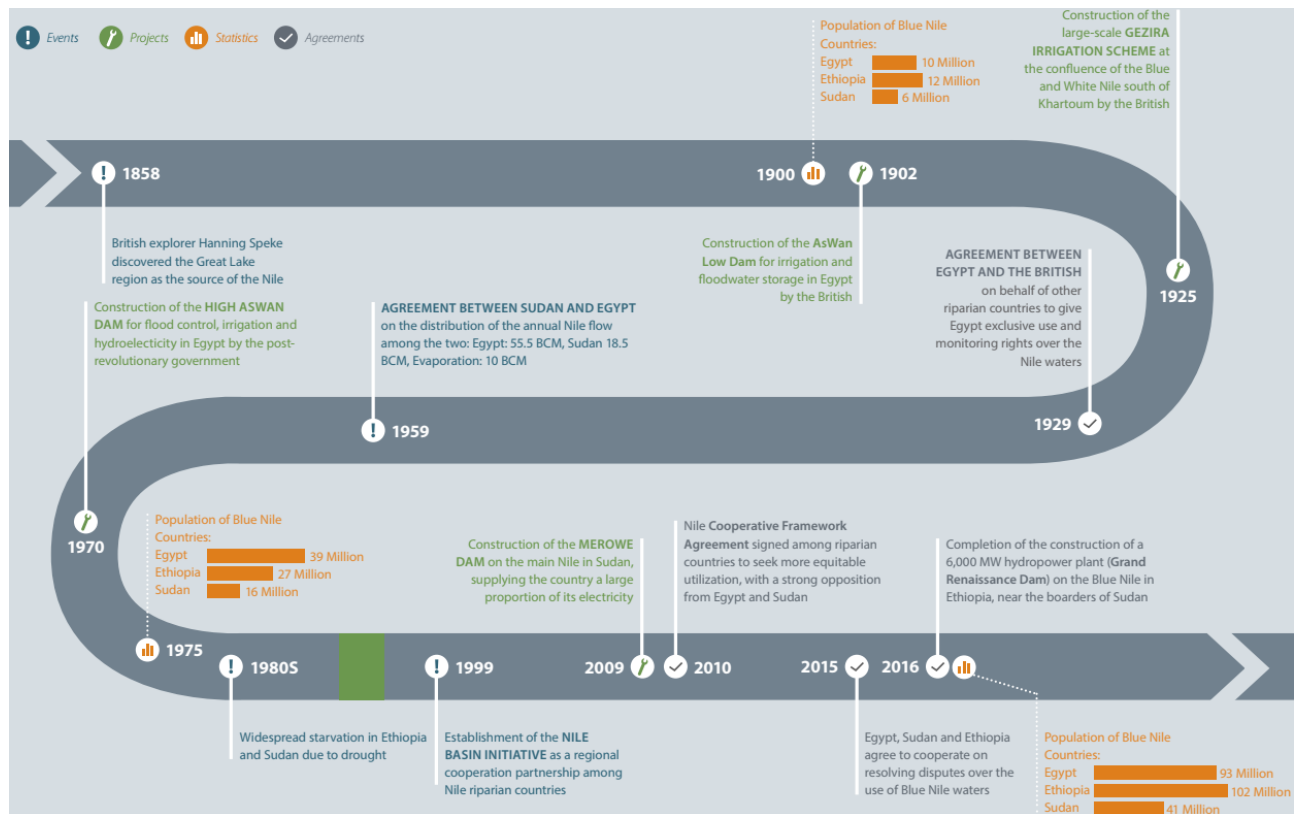 Events
Projects
Statistics
Agreements
Population of Blue Nile
Countries:
Egypt 10 Million
Ethiopia 12 Million
Sudan 6 Million
Construction of the
large-scale GEZIRA
IRRIGATION SCHEME at
the confluence of the Blue
and White Nile south of
Khartoum by the British
1858
1900
1902
British explorer Hanning Speke
discovered the Great Lake
region as the source of the Nile
Construction of the AsWan
Low Dam for irrigation and
floodwater storage in Egypt
by the British
AGREEMENT BETWEEN
EGYPT AND THE BRITISH
on behalf of other
riparian countries to give
Egypt exclusive use and
monitoring rights over the
Nile waters
1925
Construction of the HIGH ASWAN
DAM for flood control, irrigation and
hydroelecticity in Egypt by the post-
revolutionary government
AGREEMENT BETWEEN SUDAN AND EGYPT
on the distribution of the annual Nile flow
among the two: Egypt: 55.5 BCM, Sudan 18.5
BCM, Evaporation: 10 BCM
1959
1929
1970
Population of Blue Nile
Countries:
Egypt 39 Million
Ethiopia 27 Million
Sudan 16 Million
Construction of the MEROWE
DAM on the main Nile in Sudan,
supplying the country a large
proportion of its electricity
Nile Cooperative Framework
Agreement signed among riparian
countries to seek more equitable
utilization, with a strong opposition
from Egypt and Sudan
Completion of the construction of a
6,000 MW hydropower plant (Grand
Renaissance Dam) on the Blue Nile in
Ethiopia, near the boarders of Sudan
1975
1980S
1999
2009
2010
2015
2016
Widespread starvation in Ethiopia
and Sudan due to drought
Establishment of the NILE
BASIN INITIATIVE as a regional
cooperation partnership among
Nile riparian countries
Egypt, Sudan and Ethiopia
agree to cooperate on
resolving disputes over the
use of Blue Nile waters
Population of Blue Nile
Countries:
Egypt 93 Million
Ethiopia 102 Million
Sudan 41 Million